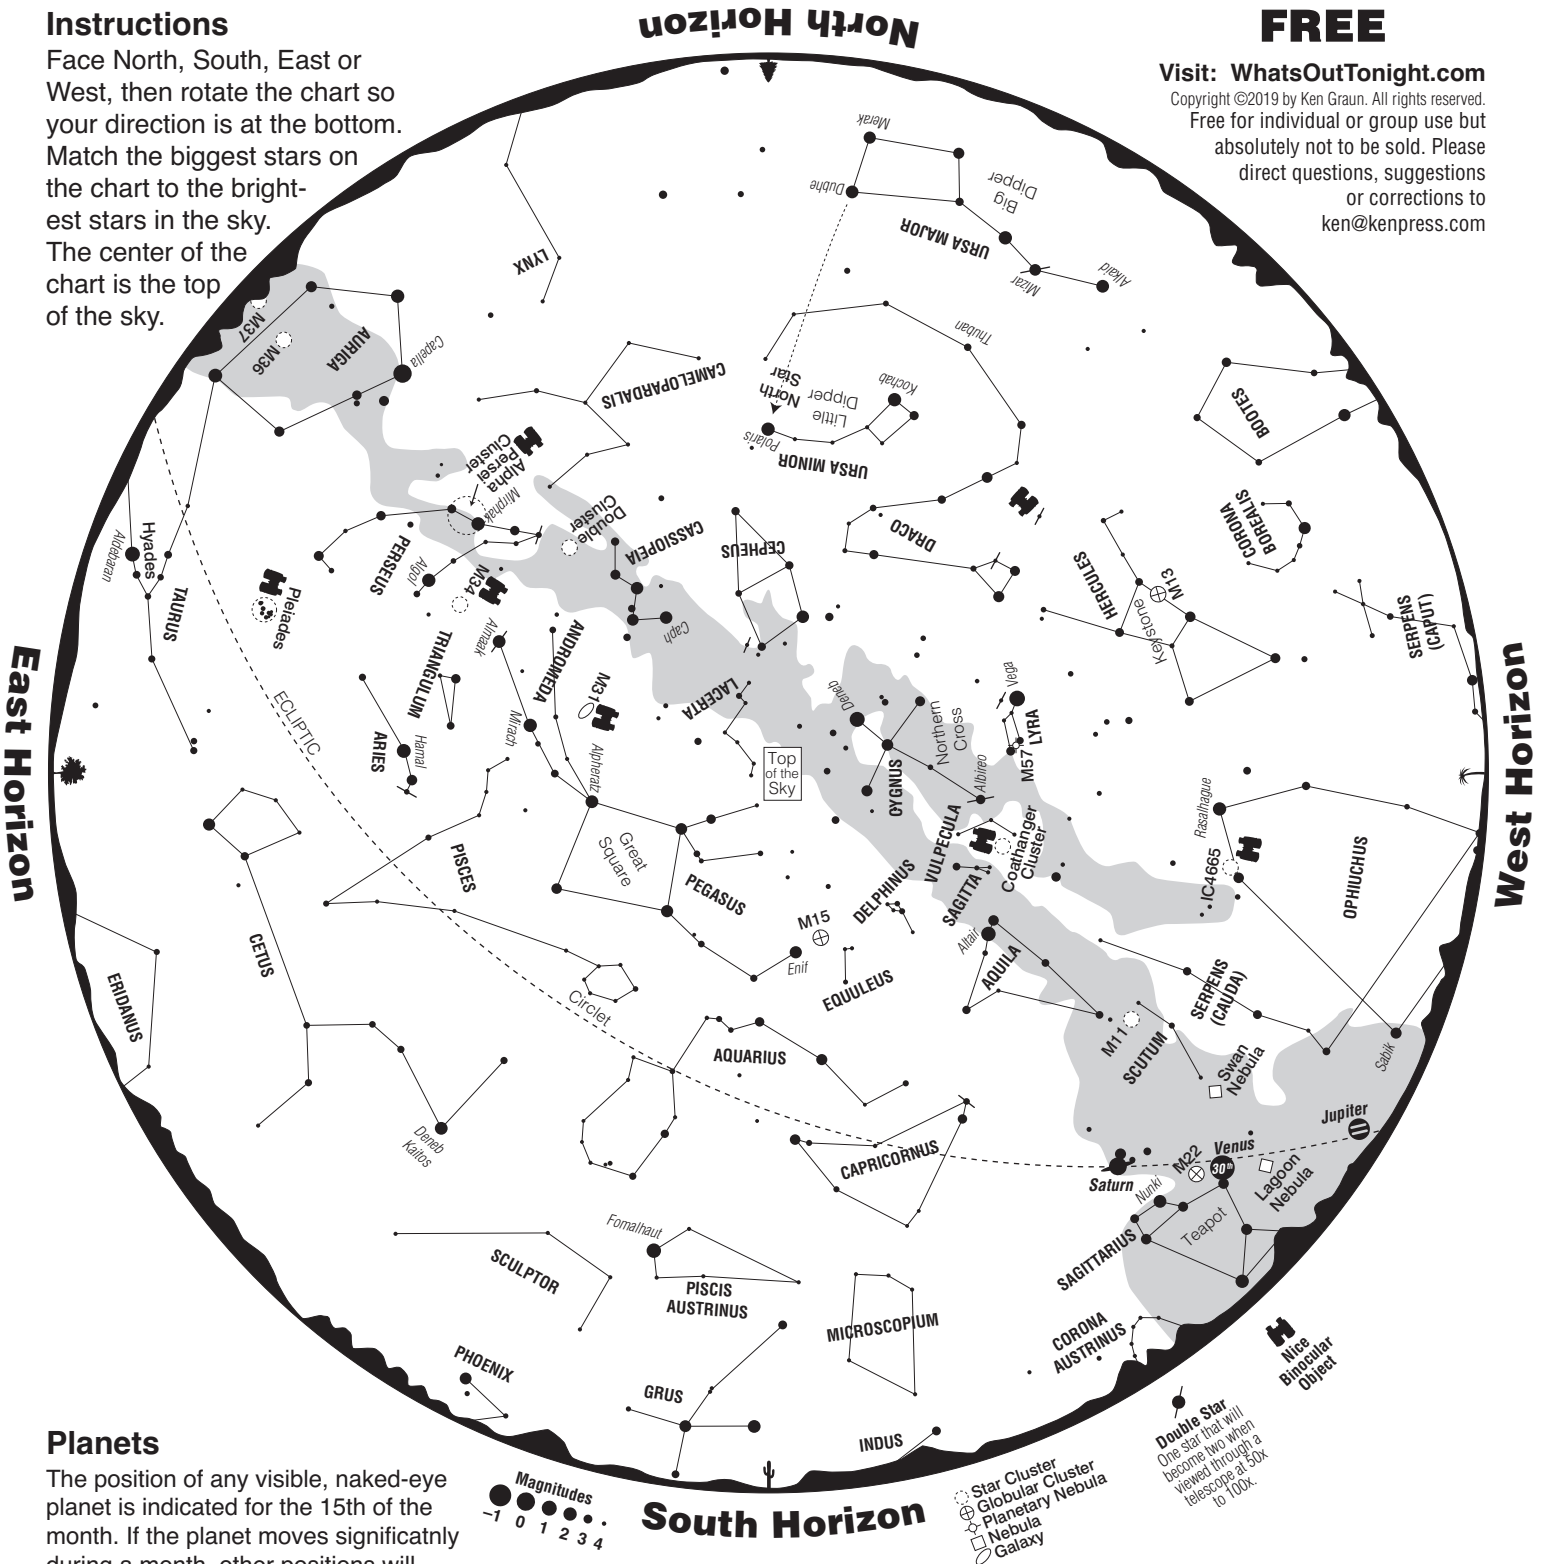 Instructions
Face North, South, East or
West, then rotate the chart so
your direction is at the bottom.
Match the biggest stars on
the chart to the bright-
est stars in the sky.
The center of the
chart is the top
of the sky.
North Horizon
FREE
Visit: WhatsOutTonight.com
Copyright ©2019 by Ken Graun. All rights reserved.
Free for individual or group use but
absolutely not to be sold. Please
direct questions, suggestions
or corrections to
ken@kenpress.com
Merak
Dubhe
Big
Dipper
URSA MAJOR
Mizar
Alkaid
LYNX
M37
M36
AURIGA
Capella
CAMELOPARDALIS
North
Star
Thuban
Little
Dipper
Kochab
Polaris
URSA MINOR
BOOTES
Alpha
Persei
Cluster
Mirphak
Double
Cluster
CASSIOPEIA
CEPHEUS
DRACO
CORONA
BOREALIS
HERCULES
M13
Keystone
SERPENS
(CAPUT)
Aldebaran
Hyades
TAURUS
Pleiades
PERSEUS
Algol
M34
Caph
TRIANGULUM
Almaak
ANDROMEDA
M31
Mirach
LACERTA
Deneb
Northern
Cross
Vega
LYRA
M57
East Horizon
West Horizon
ECLIPTIC
ARIES
Hamal
Alpheratz
Top
of the
Sky
CYGNUS
Albireo
Rasalhague
IC4665
OPHIUCHUS
PISCES
Great
Square
PEGASUS
VULPECULA
Coathanger
Cluster
DELPHINUS
SAGITTA
M15
Enif
Altair
AQUILA
EQUULEUS
CETUS
ERIDANUS
Circlet
SERPENS
(CAUDA)
M11
SCUTUM
Swan
Nebula
Sabik
AQUARIUS
Deneb
Kaitos
CAPRICORNUS
Jupiter
Venus
30th
M22
Saturn
Nunki
Lagoon
Nebula
Teapot
SAGITTARIUS
Fomalhaut
SCULPTOR
PISCIS
AUSTRINUS
MICROSCOPIUM
CORONA
AUSTRINUS
PHOENIX
GRUS
INDUS
Nice
Binocular
Object
Double Star
One star that will
become two when
viewed through a
telescope at 50x
to 100x.
Planets
The position of any visible, naked-eye
planet is indicated for the 15th of the
month. If the planet moves significatnly
during a month, other positions will
Magnitudes
–1 0 1 2 3 4
South Horizon
Star Cluster
Globular Cluster
Planetary Nebula
Nebula
Galaxy